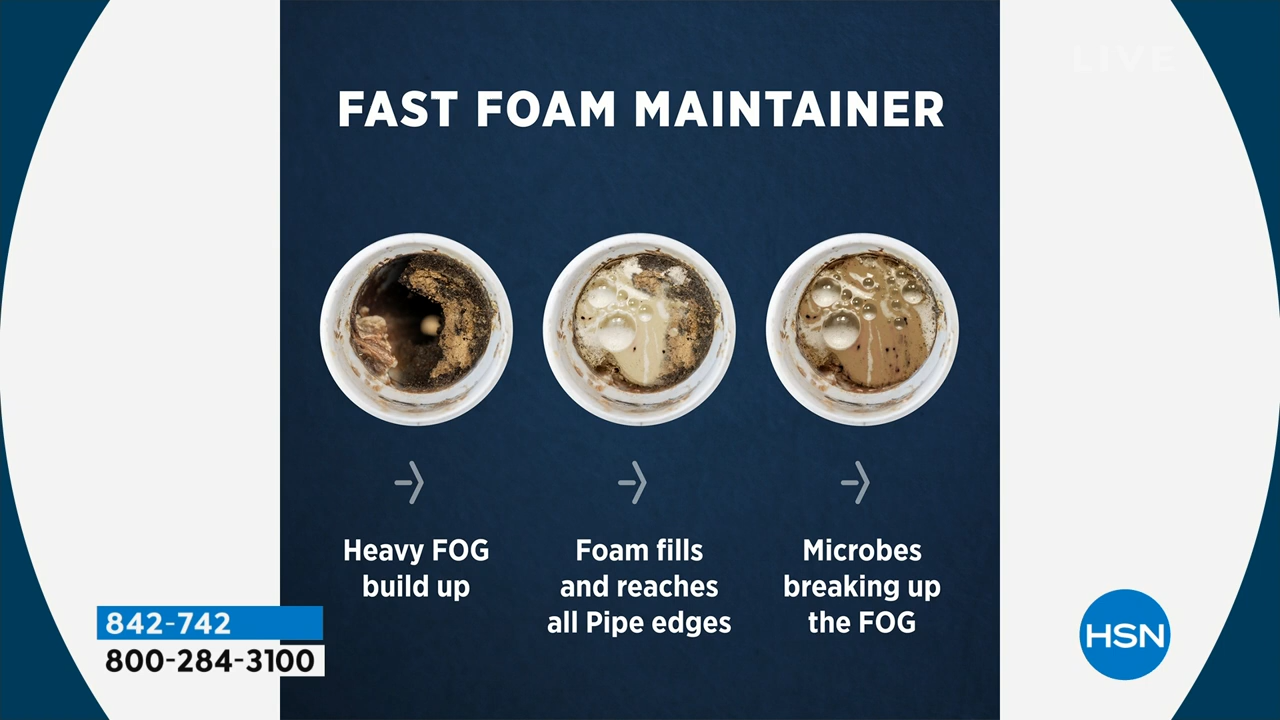 LIVE
FAST FOAM MAINTAINER
Heavy FOG
build up
Foam fills
and reaches
all Pipe edges
Microbes
breaking up
the FOG
842-742
800-284-3100
HSN